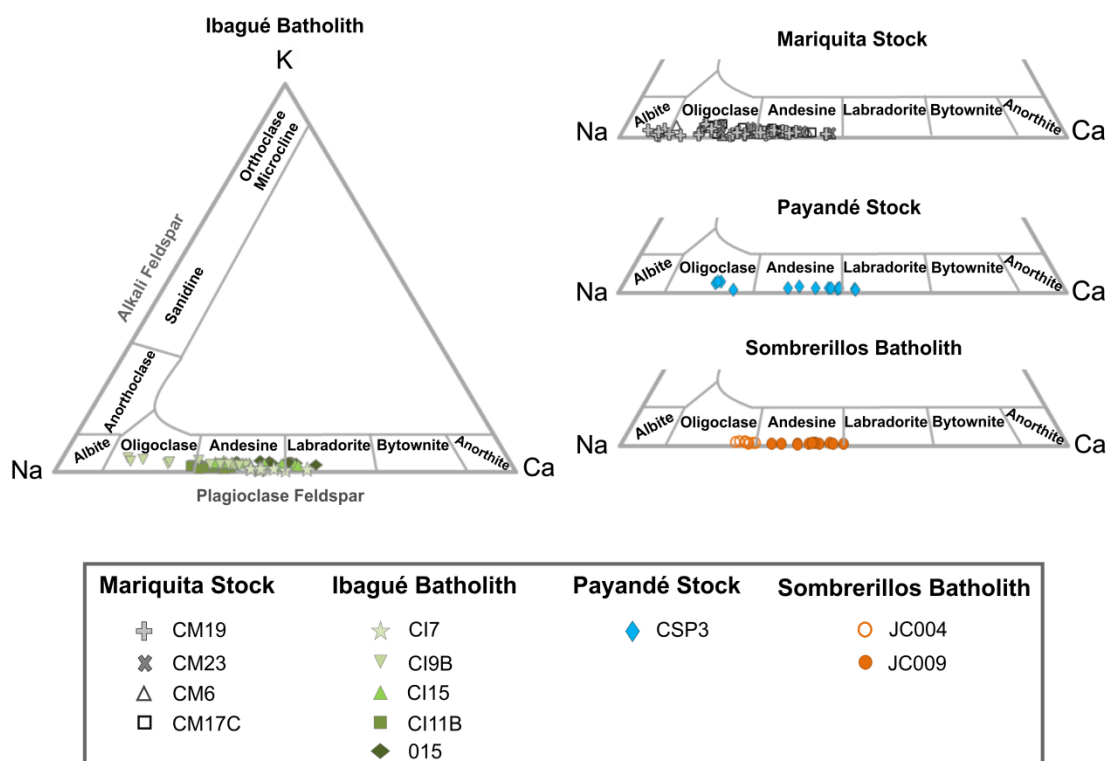 Ibagué Batholith
K
Orthoclase
Microcline
Sanidine
Alkali Feldspar
Anorthoclase
Albite
Oligoclase
Andesine
Labradorite
Bytownite
Anorthite
Na
Ca
Plagioclase Feldspar
Mariquita Stock
Albite
Oligoclase
Andesine
Labradorite
Bytownite
Anorthite
Na
Ca
Payandé Stock
Albite
Oligoclase
Andesine
Labradorite
Bytownite
Anorthite
Na
Ca
Sombrerillos Batholith
Albite
Oligoclase
Andesine
Labradorite
Bytownite
Anorthite
Na
Ca
Mariquita Stock
CM19
CM23
CM6
CM17C
Ibagué Batholith
CI7
CI9B
CI15
CI11B
015
Payandé Stock
CSP3
Sombrerillos Batholith
JC004
JC009